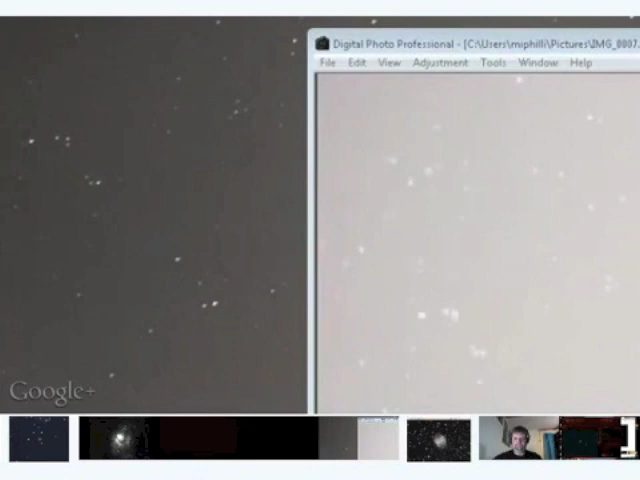 Digital Photo Professional - [C:\Users\miphilli\Pictures\IMG_0007.
File Edit View Adjustment Tools Window Help
Google+